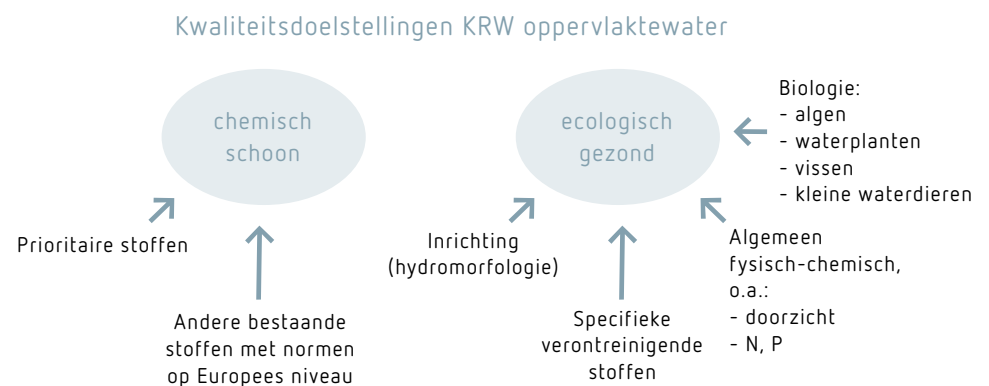 Kwaliteitsdoelstellingen KRW oppervlaktewater
chemisch
schoon
ecologisch
gezond
Biologie:
- algen
- waterplanten
- vissen
- kleine waterdieren
Prioritaire stoffen
Andere bestaande
stoffen met normen
op Europees niveau
Inrichting
(hydromorfologie)
Specifieke
verontreinigende
stoffen
Algemeen
fysisch-chemisch,
o.a.:
- doorzicht
- N, P